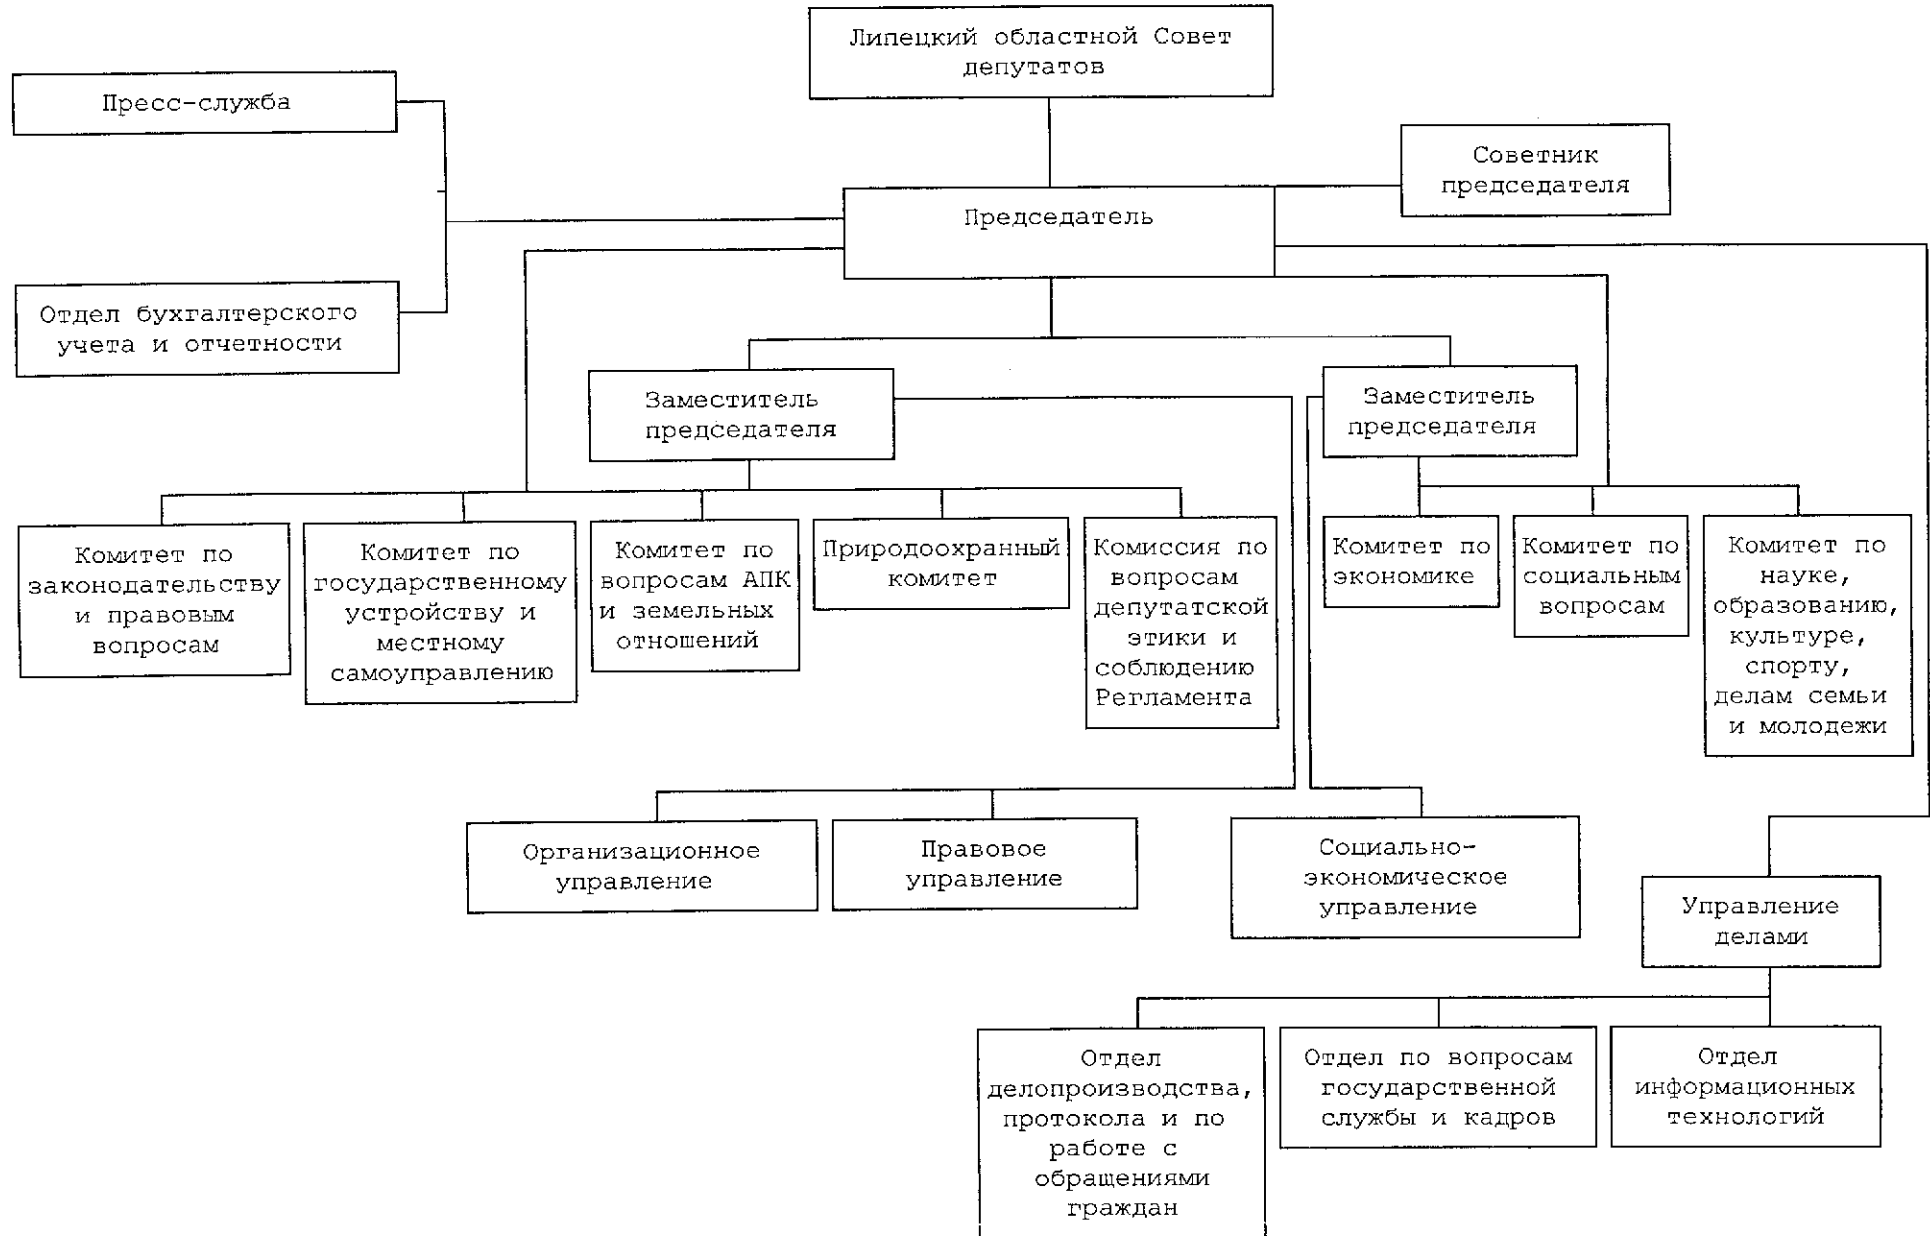 Липецкий областной Совет
депутатов
Пресс-служба
Советник
председателя
Председатель
Отдел бухгалтерского
учета и отчетности
Заместитель
председателя
Заместитель
председателя
Комитет по
законодательству
и правовым
вопросам
Комитет по
государственному
устройству и
местному
самоуправлению
Комитет по
вопросам АПК
и земельных
отношений
Природоохранный
комитет
Комиссия по
вопросам
депутатской
этики и
соблюдению
Регламента
Комитет по
экономике
Комитет по
социальным
вопросам
Комитет по
науке,
образованию,
культуре,
спорту,
делам семьи
и молодежи
Организационное
управление
Правовое
управление
Социально-
экономическое
управление
Управление
делами
Отдел
делопроизводства,
протокола и по
работе с
обращениями
граждан
Отдел по вопросам
государственной
службы и кадров
Отдел
информационных
технологий